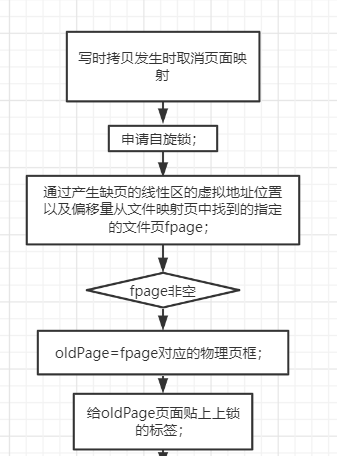 写时拷贝发生时取消页面映
射
申请自旋锁；
通过产生缺页的线性区的虚拟地址位置
以及偏移量从文件映射页中找到的指定
的文件页fpage；
fpage非空
oldPage=fpage对应的物理页框；
给oldPage页面贴上上锁
的标签；